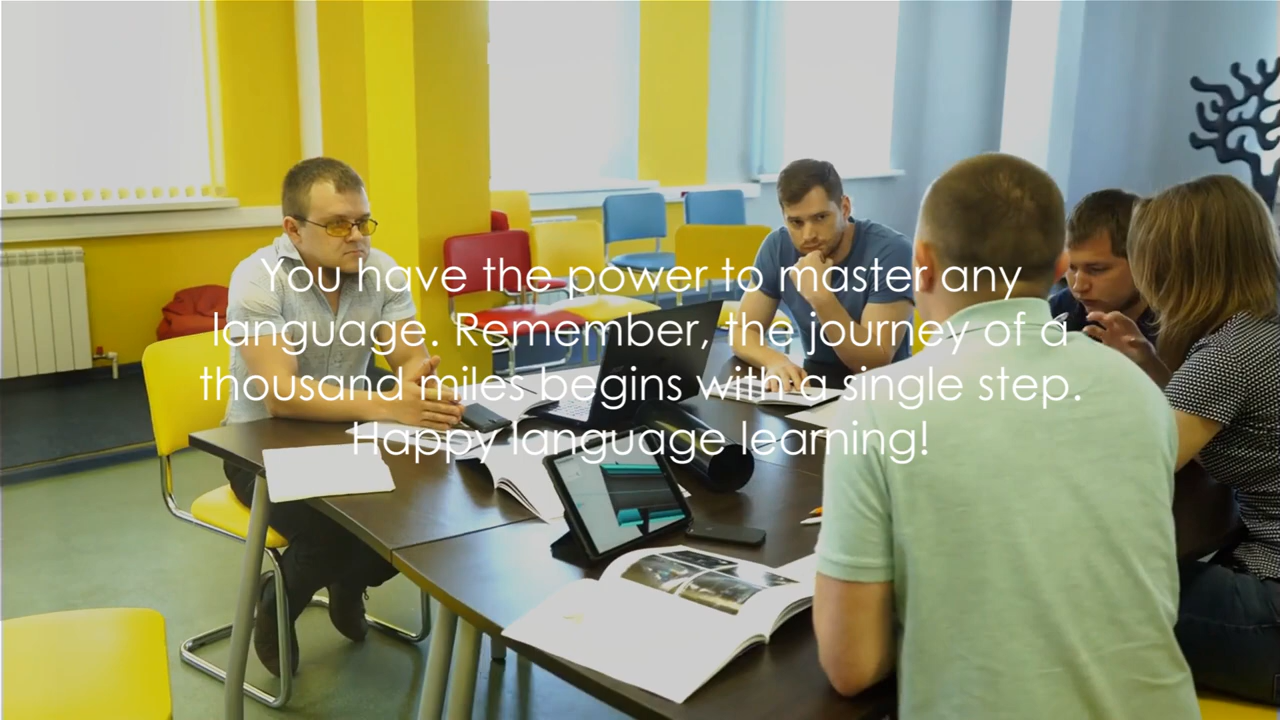 You have the power to master any
language. Remember, the journey of a
thousand miles begins with a single step.
Happy language learning!